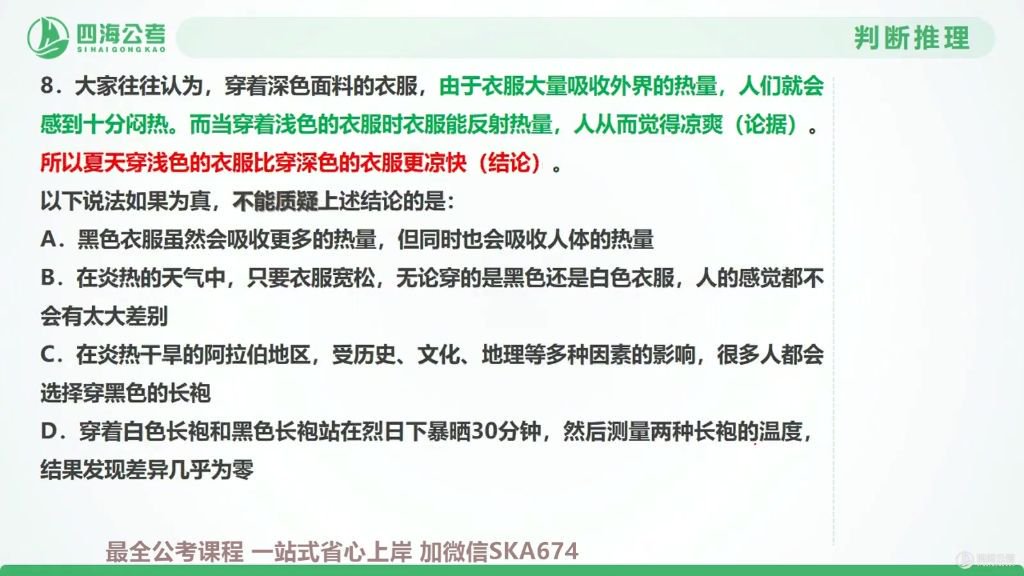 四海公考
SIHAIGONGKAO
判断推理
8．大家往往认为，穿着深色面料的衣服，由于衣服大量吸收外界的热量，人们就会
感到十分闷热。而当穿着浅色的衣服时衣服能反射热量，人从而觉得凉爽（论据）。
所以夏天穿浅色的衣服比穿深色的衣服更凉快（结论）。
以下说法如果为真，不能质疑上述结论的是：
A．黑色衣服虽然会吸收更多的热量，但同时也会吸收人体的热量
B．在炎热的天气中，只要衣服宽松，无论穿的是黑色还是白色衣服，人的感觉都不
会有太大差别
C．在炎热干旱的阿拉伯地区，受历史、文化、地理等多种因素的影响，很多人都会
选择穿黑色的长袍
D．穿着白色长袍和黑色长袍站在烈日下暴晒30分钟，然后测量两种长袍的温度，
结果发现差异几乎为零
最全公考课程 一站式省心上岸 加微信SKA674